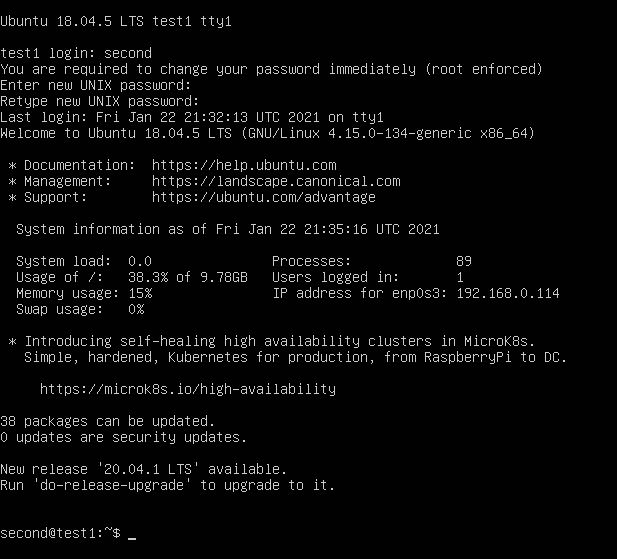 Ubuntu 18.04.5 LTS test1 tty1
test1 login: second
You are required to change your password immediately (root enforced)
Enter new UNIX password:
Retype new UNIX password:
Last login: Fri Jan 22 21:32:13 UTC 2021 on tty1
Welcome to Ubuntu 18.04.5 LTS (GNU/Linux 4.15.0-134-generic x86_64)
* Documentation:  https://help.ubuntu.com
* Management:     https://landscape.canonical.com
* Support:        https://ubuntu.com/advantage
System information as of Fri Jan 22 21:35:16 UTC 2021
System load:  0.0               Processes:           89
Usage of /:   38.3% of 9.78GB   Users logged in:     1
Memory usage: 15%               IP address for enp0s3: 192.168.0.114
Swap usage:   0%
* Introducing self-healing high availability clusters in MicroK8s.
Simple, hardened, Kubernetes for production, from RaspberryPi to DC.
https://microk8s.io/high-availability
38 packages can be updated.
0 updates are security updates.
New release '20.04.1 LTS' available.
Run 'do-release-upgrade' to upgrade to it.
second@test1:~$ _